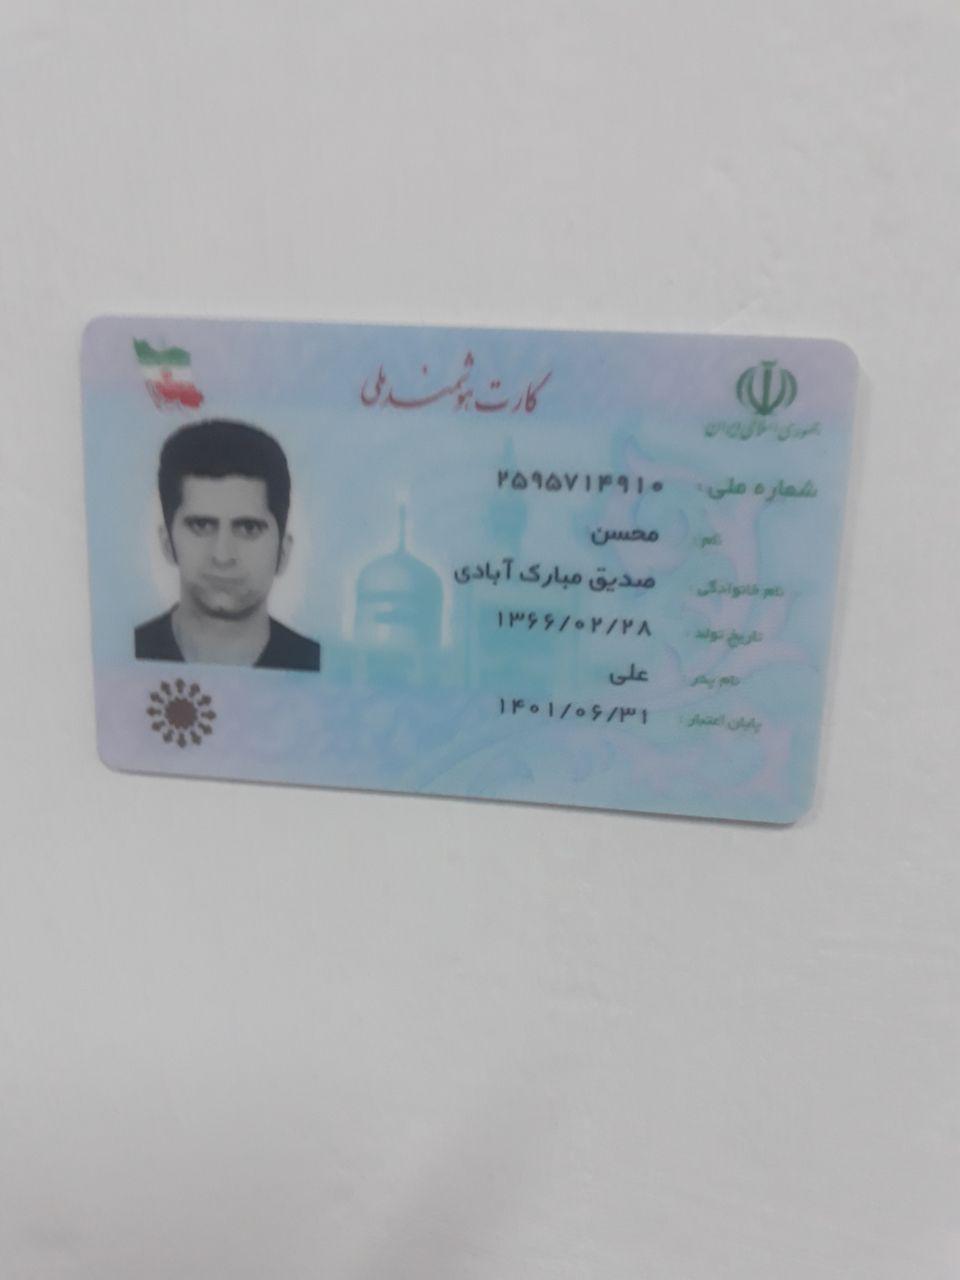 کارت هوشمند ملی
جمهوری اسلامی ایران
شماره ملی: ۲۵۹۵۷۱۴۹۱۰
نام: محسن
نام خانوادگی: صدیق مبارک آبادی
تاریخ تولد: ۱۳۶۶/۰۲/۲۸
نام پدر: علی
پایان اعتبار: ۱۴۰۱/۰۶/۳۱